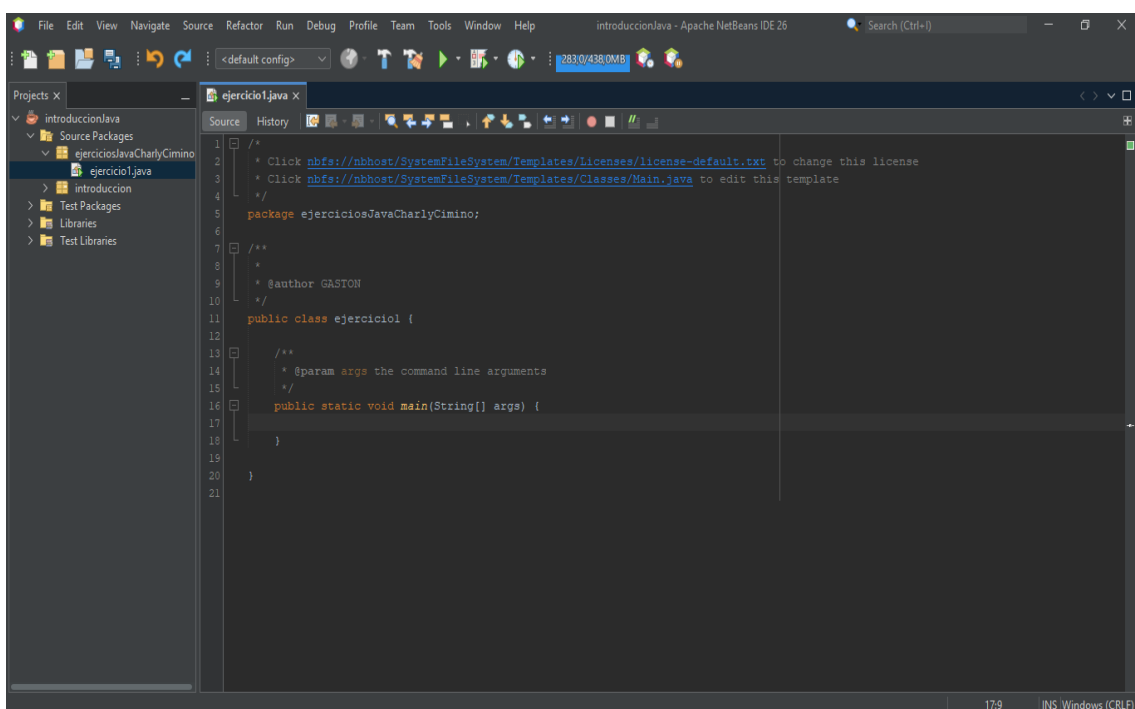 File Edit View Navigate Source Refactor Run Debug Profile Team Tools Window Help introduccionJava - Apache NetBeans IDE 26 Search (Ctrl+I)
<default config> 283,0/438,0MB
Projects ejercicio1.java
Source History
introduccionJava
Source Packages
ejerciciosJavaCharlyCimino
ejercicio1.java
introduccion
Test Packages
Libraries
Test Libraries
1 /*
2 * Click nbfs://nbhost/SystemFileSystem/Templates/Licenses/license-default.txt to change this license
3 * Click nbfs://nbhost/SystemFileSystem/Templates/Classes/Main.java to edit this template
4 */
5 package ejerciciosJavaCharlyCimino;
6
7 /**
8 *
9 * @author GASTON
10 */
11 public class ejercicio1 {
12
13 /**
14 * @param args the command line arguments
15 */
16 public static void main(String[] args) {
17
18 }
19
20 }
21
17:9 INS Windows (CRLF)